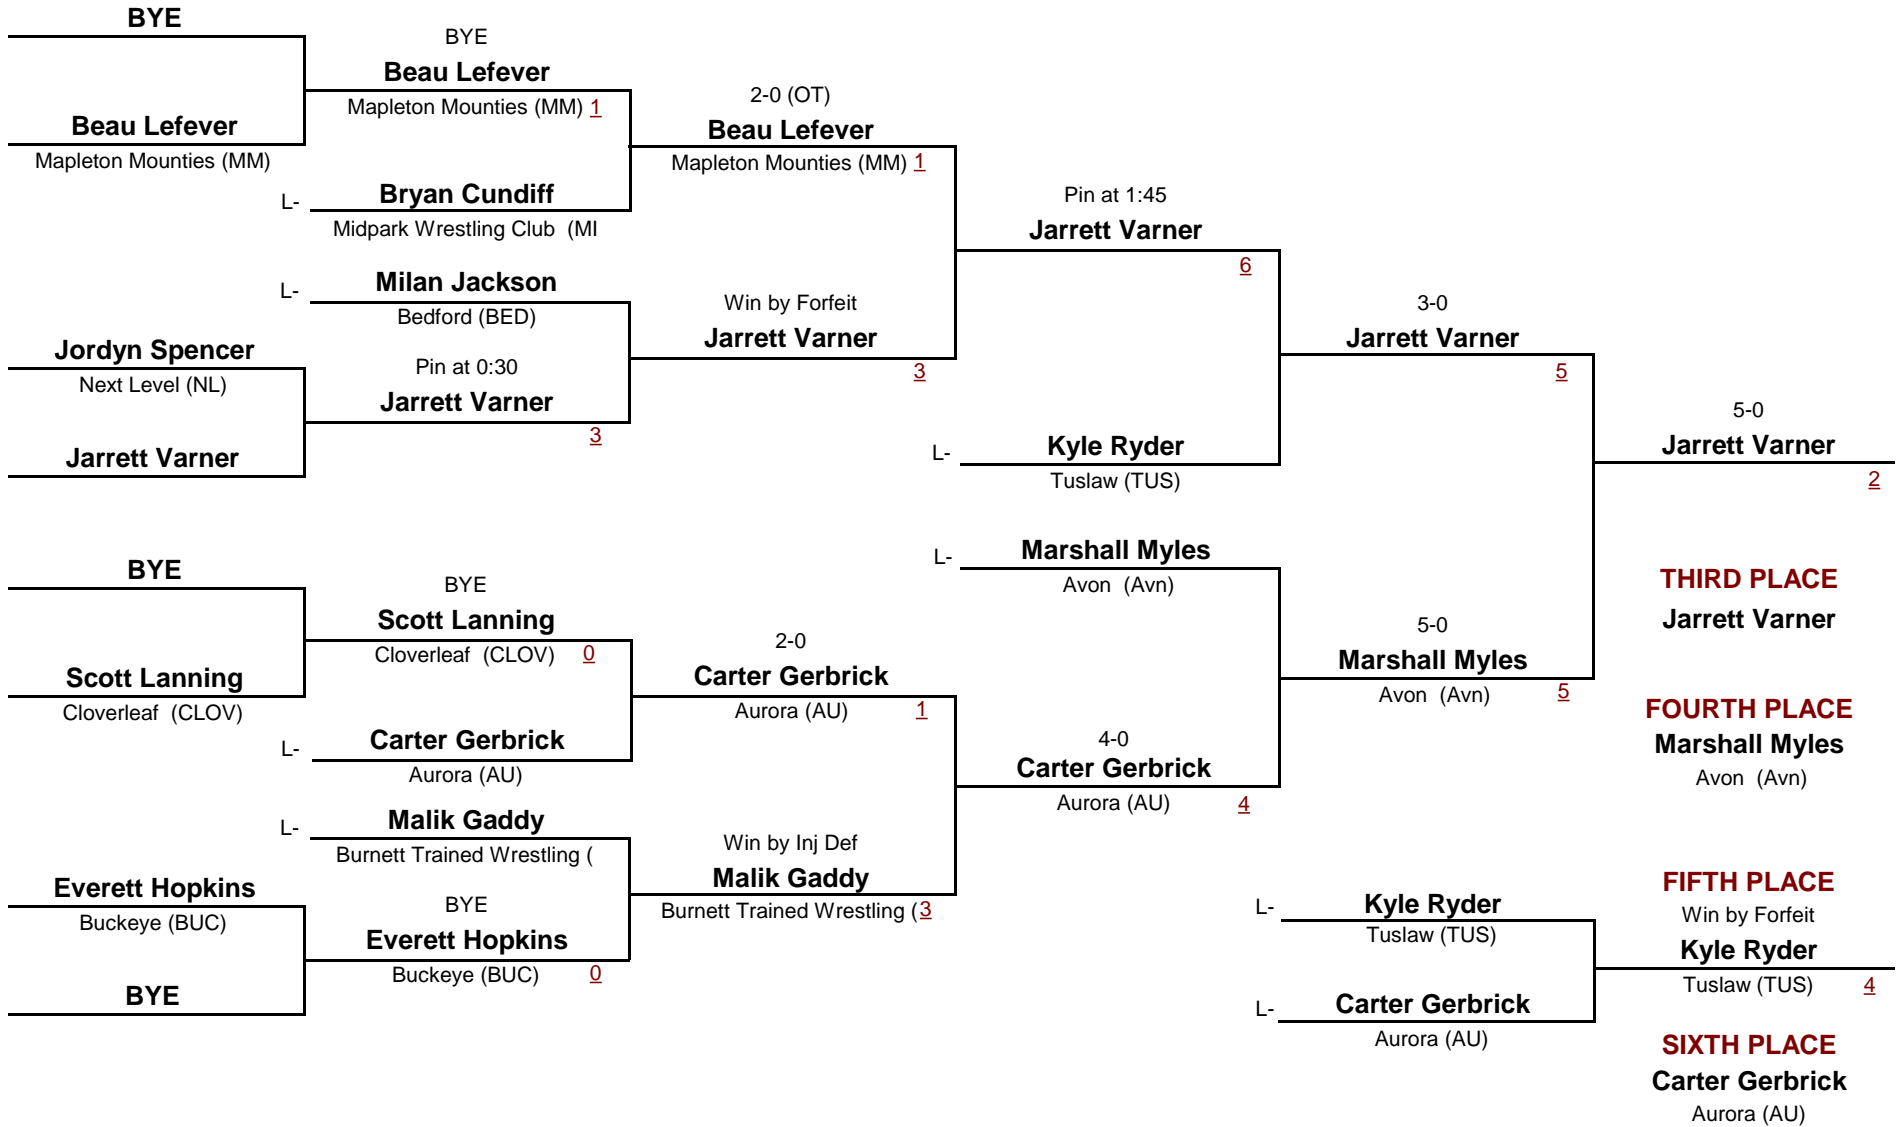 BYE
BYE
Beau Lefever
Mapleton Mounties (MM) 1
Beau Lefever
Mapleton Mounties (MM)
2-0 (OT)
Beau Lefever
Mapleton Mounties (MM) 1
L- Bryan Cundiff
Midpark Wrestling Club (MI
Pin at 1:45
Jarrett Varner
6
L- Milan Jackson
Bedford (BED)
Win by Forfeit
Jarrett Varner
3
3-0
Jarrett Varner
5
Jordyn Spencer
Next Level (NL)
Pin at 0:30
Jarrett Varner
3
Jarrett Varner
L- Kyle Ryder
Tuslaw (TUS)
5-0
Jarrett Varner
2
BYE
BYE
Scott Lanning
Cloverleaf (CLOV) 0
Scott Lanning
Cloverleaf (CLOV)
2-0
Carter Gerbrick
Aurora (AU) 1
L- Carter Gerbrick
Aurora (AU)
L- Marshall Myles
Avon (Avn)
5-0
Marshall Myles
Avon (Avn) 5
THIRD PLACE
Jarrett Varner
FOURTH PLACE
Marshall Myles
Avon (Avn)
4-0
Carter Gerbrick
Aurora (AU) 4
L- Malik Gaddy
Burnett Trained Wrestling (
Win by Inj Def
Malik Gaddy
Burnett Trained Wrestling ( 3
Everett Hopkins
Buckeye (BUC)
BYE
Everett Hopkins
Buckeye (BUC) 0
BYE
L- Kyle Ryder
Tuslaw (TUS)
L- Carter Gerbrick
Aurora (AU)
FIFTH PLACE
Win by Forfeit
Kyle Ryder
Tuslaw (TUS) 4
SIXTH PLACE
Carter Gerbrick
Aurora (AU)